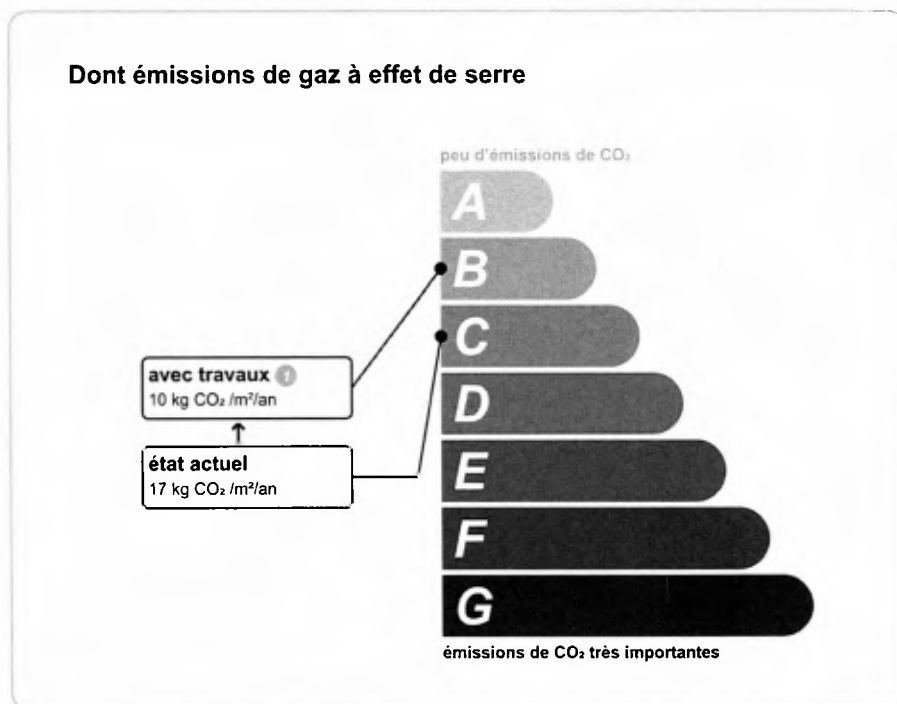 Dont émissions de gaz à effet de serre
peu d'émissions de CO₂
A
B
C
avec travaux 1
10 kg CO₂ /m²/an
D
état actuel
17 kg CO₂ /m²/an
E
F
G
émissions de CO₂ très importantes